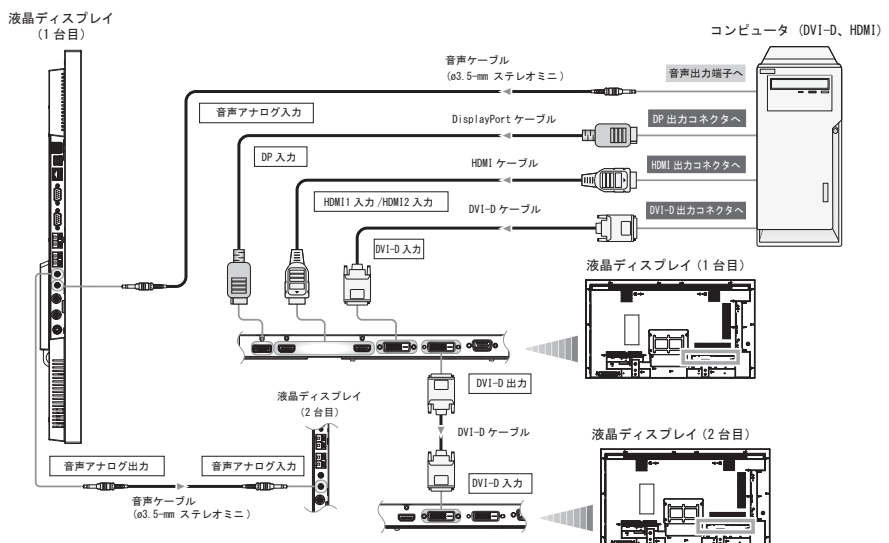 液晶ディスプレイ
（1 台目）
コンピュータ (DVI-D、HDMI)
音声ケーブル
(ø3.5-mm ステレオミニ)
音声出力端子へ
音声アナログ入力
DisplayPort ケーブル
DP 出力コネクタへ
DP 入力
HDMI ケーブル
HDMI 出力コネクタへ
HDMI1 入力 /HDMI2 入力
DVI-D ケーブル
DVI-D 出力コネクタへ
DVI-D 入力
液晶ディスプレイ（1 台目）
DVI-D 出力
液晶ディスプレイ
（2 台目）
DVI-D ケーブル
液晶ディスプレイ（2 台目）
音声アナログ出力
音声アナログ入力
DVI-D 入力
音声ケーブル
(ø3.5-mm ステレオミニ)